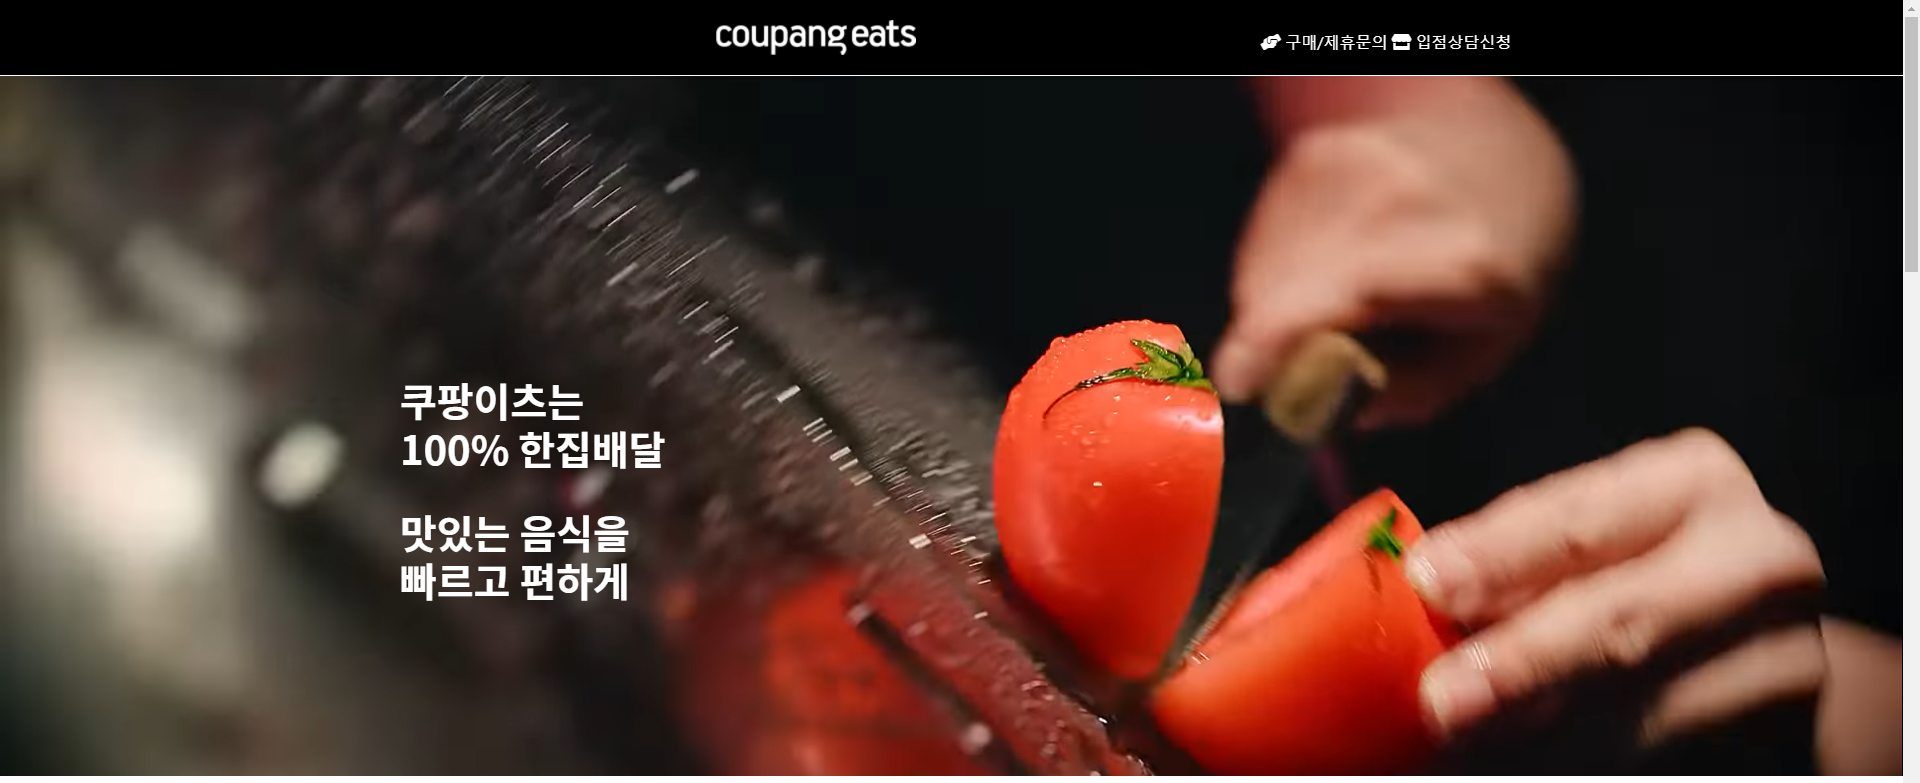 coupang eats
구매/제휴문의 입점상담신청
쿠팡이츠는
100% 한집배달
맛있는 음식을
빠르고 편하게